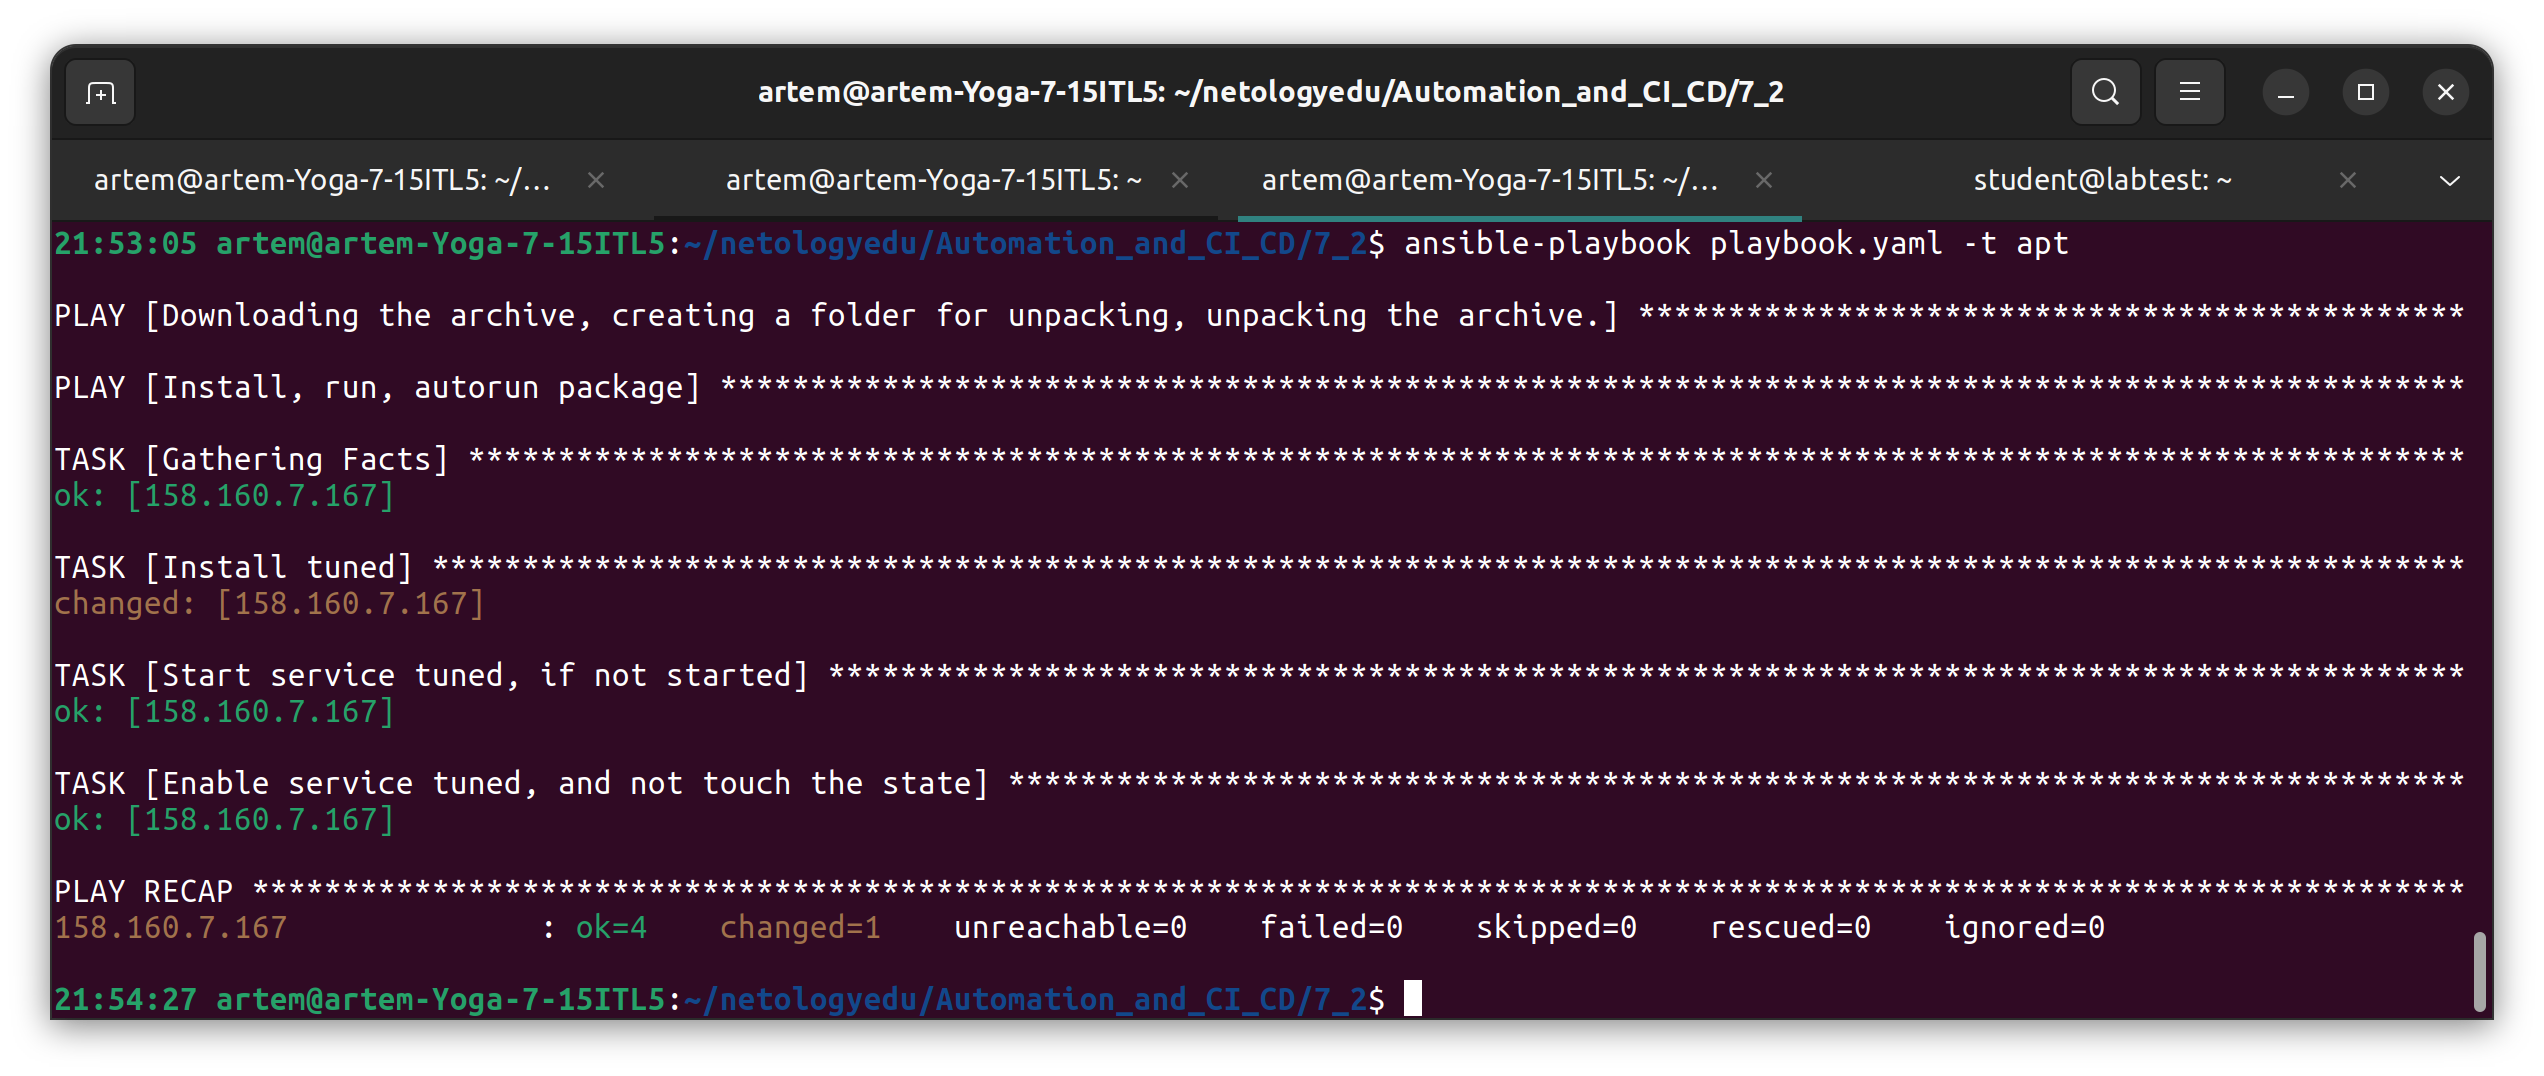 artem@artem-Yoga-7-15ITL5: ~/netologyedu/Automation_and_CI_CD/7_2
artem@artem-Yoga-7-15ITL5: ~/... artem@artem-Yoga-7-15ITL5: ~ artem@artem-Yoga-7-15ITL5: ~/... student@labtest: ~
21:53:05 artem@artem-Yoga-7-15ITL5:~/netologyedu/Automation_and_CI_CD/7_2$ ansible-playbook playbook.yaml -t apt
PLAY [Downloading the archive, creating a folder for unpacking, unpacking the archive.] **********************************************
PLAY [Install, run, autorun package] *************************************************************************************************
TASK [Gathering Facts] ***************************************************************************************************************
ok: [158.160.7.167]
TASK [Install tuned] *****************************************************************************************************************
changed: [158.160.7.167]
TASK [Start service tuned, if not started] *******************************************************************************************
ok: [158.160.7.167]
TASK [Enable service tuned, and not touch the state] *********************************************************************************
ok: [158.160.7.167]
PLAY RECAP ***************************************************************************************************************************
158.160.7.167              : ok=4    changed=1    unreachable=0    failed=0    skipped=0    rescued=0    ignored=0
21:54:27 artem@artem-Yoga-7-15ITL5:~/netologyedu/Automation_and_CI_CD/7_2$